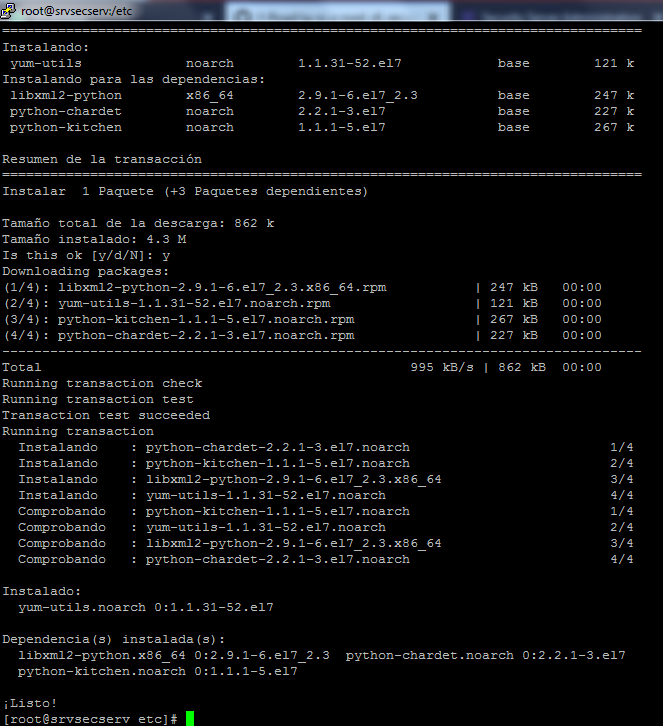 root@srvsecserv:/etc
================================================================================
Instalando:
 yum-utils              noarch         1.1.31-52.el7             base         121 k
Instalando para las dependencias:
 libxml2-python         x86_64         2.9.1-6.el7_2.3           base         247 k
 python-chardet         noarch         2.2.1-3.el7               base         227 k
 python-kitchen         noarch         1.1.1-5.el7               base         267 k
Resumen de la transacción
================================================================================
Instalar  1 Paquete (+3 Paquetes dependientes)
Tamaño total de la descarga: 862 k
Tamaño instalado: 4.3 M
Is this ok [y/d/N]: y
Downloading packages:
(1/4): libxml2-python-2.9.1-6.el7_2.3.x86_64.rpm            | 247 kB   00:00
(2/4): yum-utils-1.1.31-52.el7.noarch.rpm                   | 121 kB   00:00
(3/4): python-kitchen-1.1.1-5.el7.noarch.rpm                | 267 kB   00:00
(4/4): python-chardet-2.2.1-3.el7.noarch.rpm                | 227 kB   00:00
--------------------------------------------------------------------------------
Total                                              995 kB/s | 862 kB  00:00
Running transaction check
Running transaction test
Transaction test succeeded
Running transaction
  Instalando    : python-chardet-2.2.1-3.el7.noarch                         1/4
  Instalando    : python-kitchen-1.1.1-5.el7.noarch                         2/4
  Instalando    : libxml2-python-2.9.1-6.el7_2.3.x86_64                     3/4
  Instalando    : yum-utils-1.1.31-52.el7.noarch                            4/4
  Comprobando   : python-kitchen-1.1.1-5.el7.noarch                         1/4
  Comprobando   : yum-utils-1.1.31-52.el7.noarch                            2/4
  Comprobando   : libxml2-python-2.9.1-6.el7_2.3.x86_64                     3/4
  Comprobando   : python-chardet-2.2.1-3.el7.noarch                         4/4
Instalado:
  yum-utils.noarch 0:1.1.31-52.el7
Dependencia(s) instalada(s):
  libxml2-python.x86_64 0:2.9.1-6.el7_2.3  python-chardet.noarch 0:2.2.1-3.el7
  python-kitchen.noarch 0:1.1.1-5.el7
¡Listo!
[root@srvsecserv etc]#